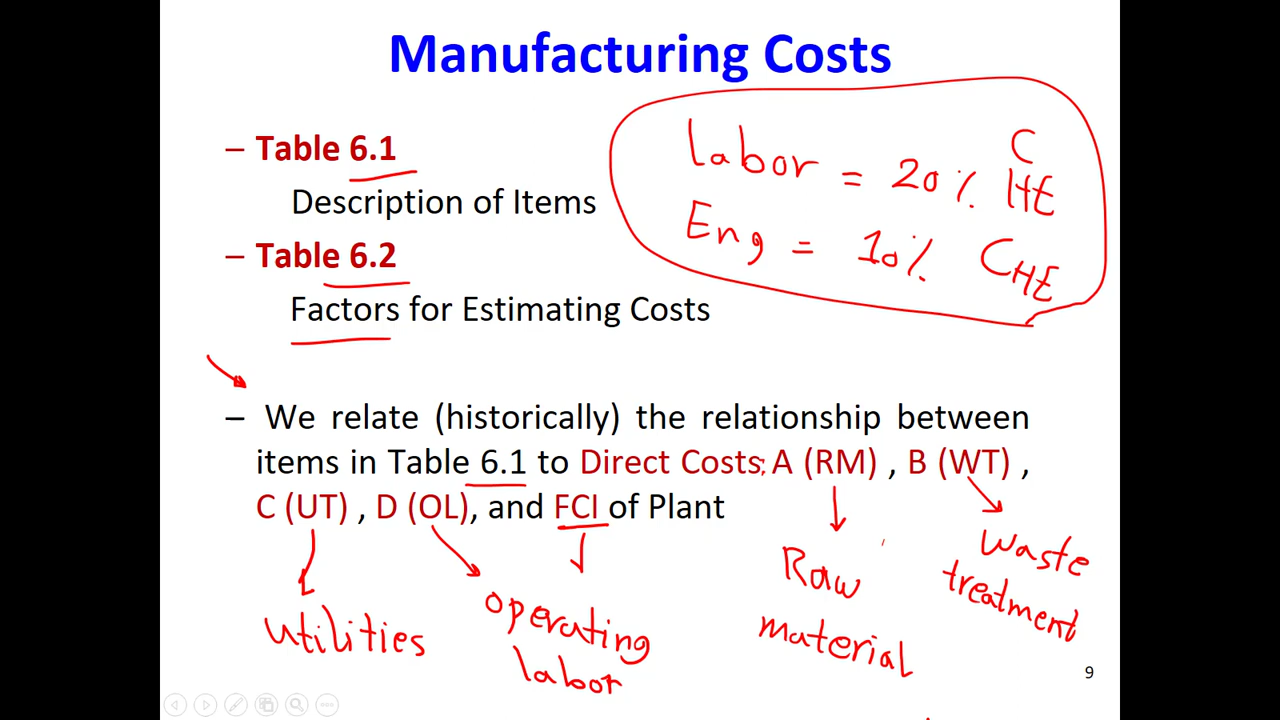 Manufacturing Costs
– Table 6.1
Description of Items
– Table 6.2
Factors for Estimating Costs
Labor = 20% C HE
Eng = 10% CHE
– We relate (historically) the relationship between
items in Table 6.1 to Direct Costs: A (RM) , B (WT) ,
C (UT) , D (OL), and FCI of Plant
utilities
operating
labor
Raw
material
Waste
treatment
9